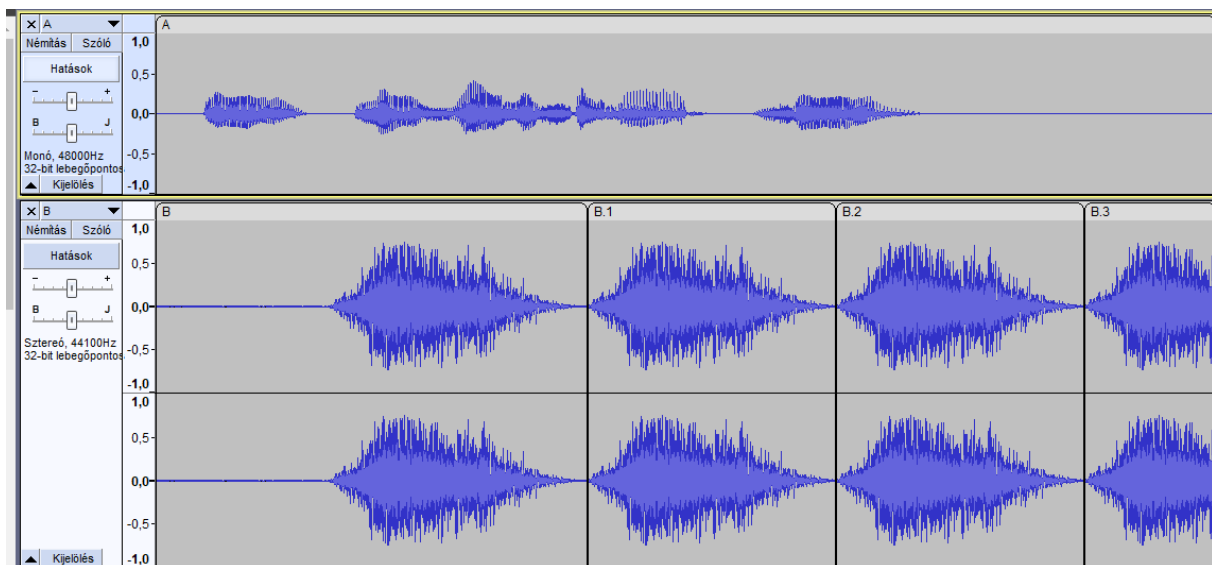 A
A
Némítás Szóló
Hatások
- +
B J
Monó, 48000Hz
32-bit lebegőpontos
Kijelölés
1,0
0,5-
0,0-
-0,5-
-1,0
B
B B.1 B.2 B.3
Némítás Szóló
Hatások
- +
B J
Sztereó, 44100Hz
32-bit lebegőpontos
1,0
0,5-
0,0-
-0,5-
-1,0
1,0
0,5-
0,0-
-0,5-
-1,0
Kijelölés